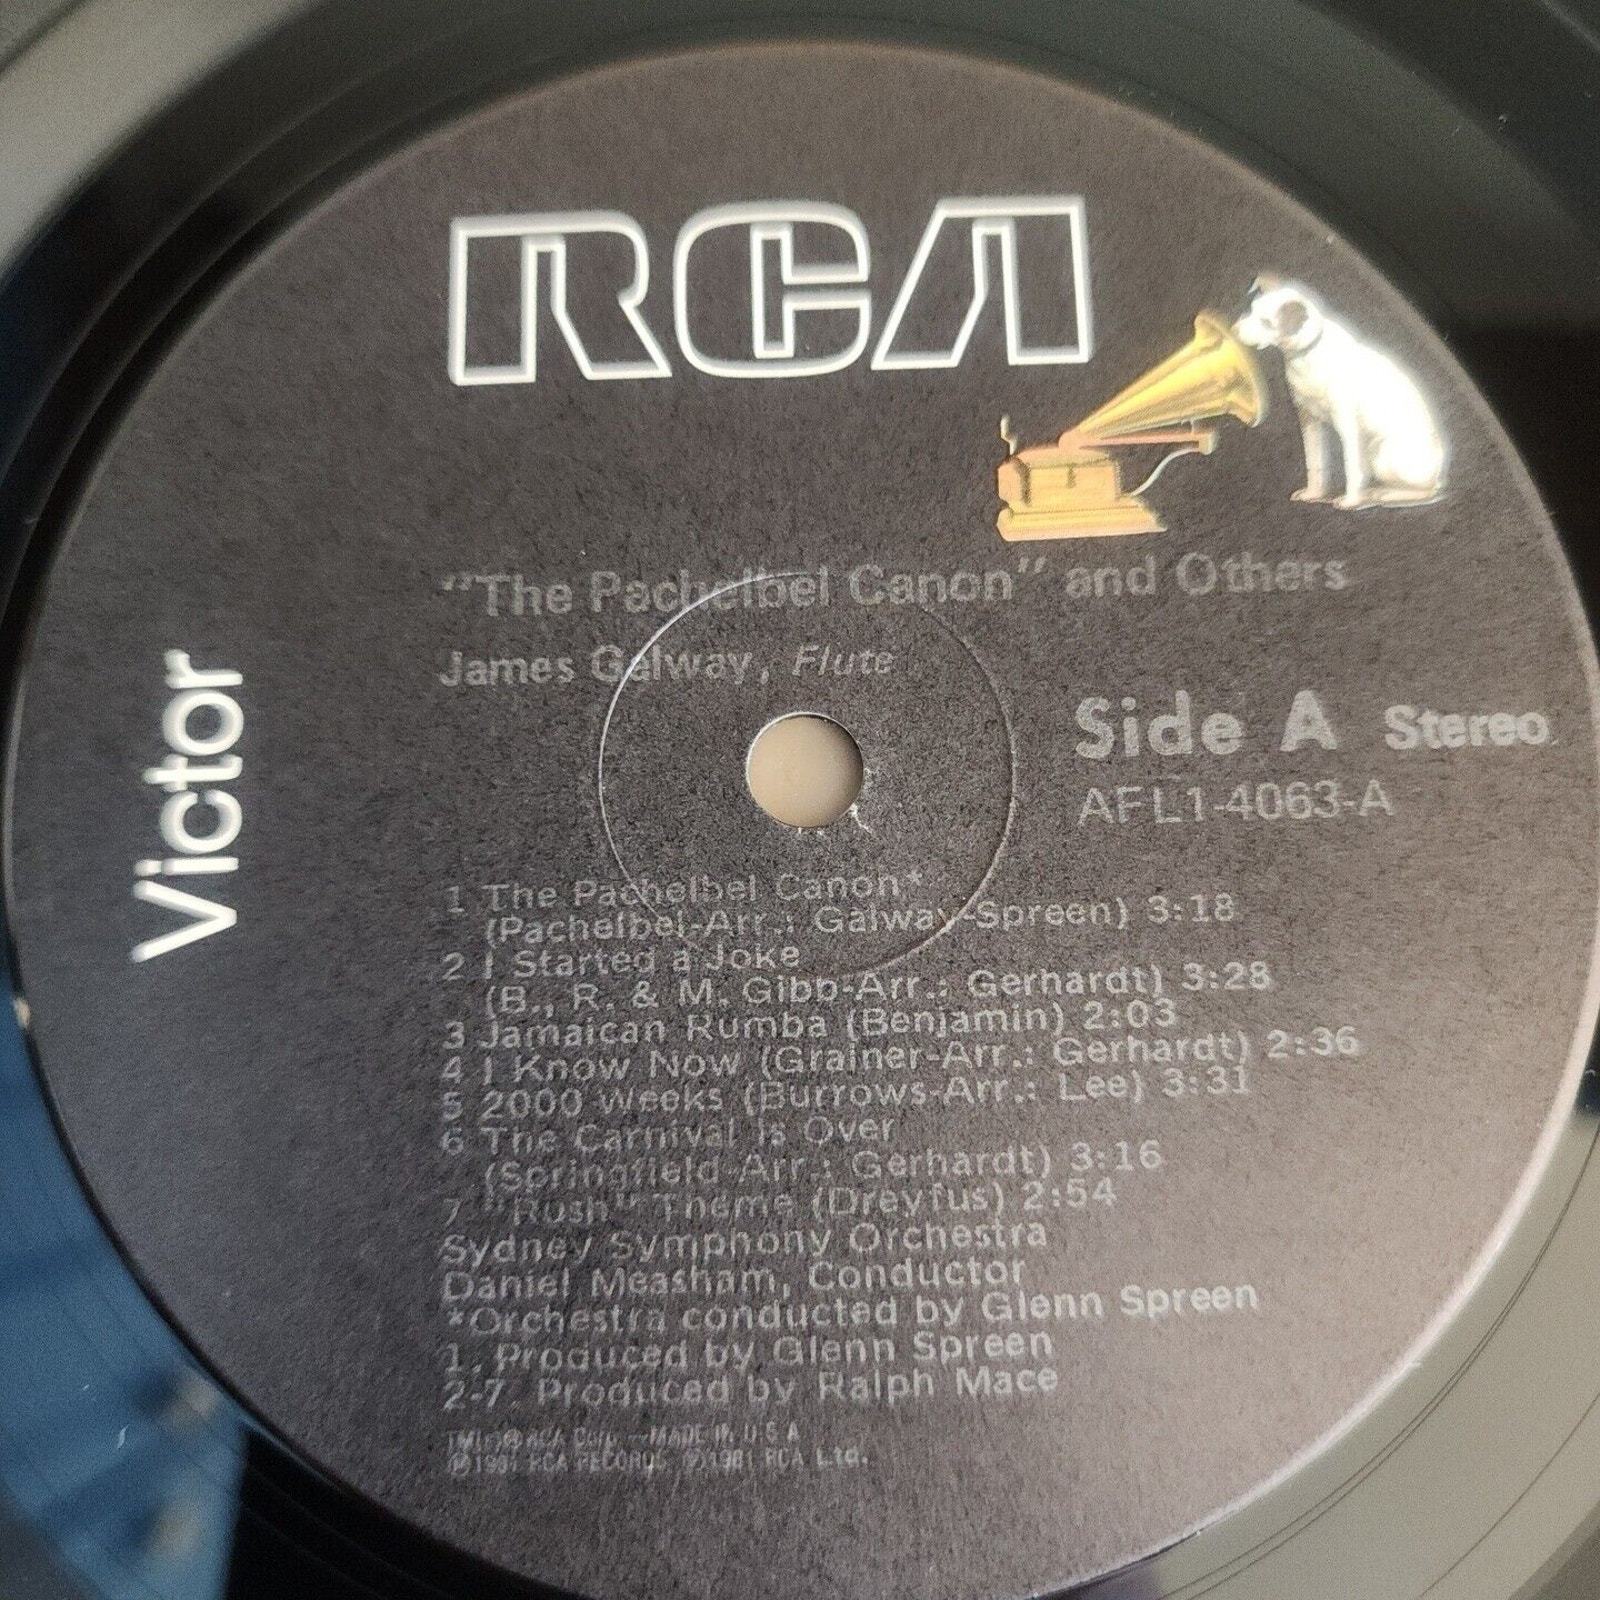 RCA
Victor
"The Pachelbel Canon" and Others
James Galway, Flute
Side A Stereo
AFL1-4063-A
1 The Pachelbel Canon*
(Pachelbel-Arr.: Galway-Spreen) 3:18
2 I Started a Joke
(B., R. & M. Gibb-Arr.: Gerhardt) 3:28
3 Jamaican Rumba (Benjamin) 2:03
4 I Know Now (Grainer-Arr.: Gerhardt) 2:36
5 2000 Weeks (Burrows-Arr.: Lee) 3:31
6 The Carnival Is Over
(Springfield-Arr.: Gerhardt) 3:16
7 "Rush" Theme (Dreyfus) 2:54
Sydney Symphony Orchestra
Daniel Measham, Conductor
*Orchestra conducted by Glenn Spreen
1. Produced by Glenn Spreen
2-7. Produced by Ralph Mace
TM(s)® RCA Corp.—MADE IN U.S.A
℗1981 RCA RECORDS ℗1981 RCA Ltd.